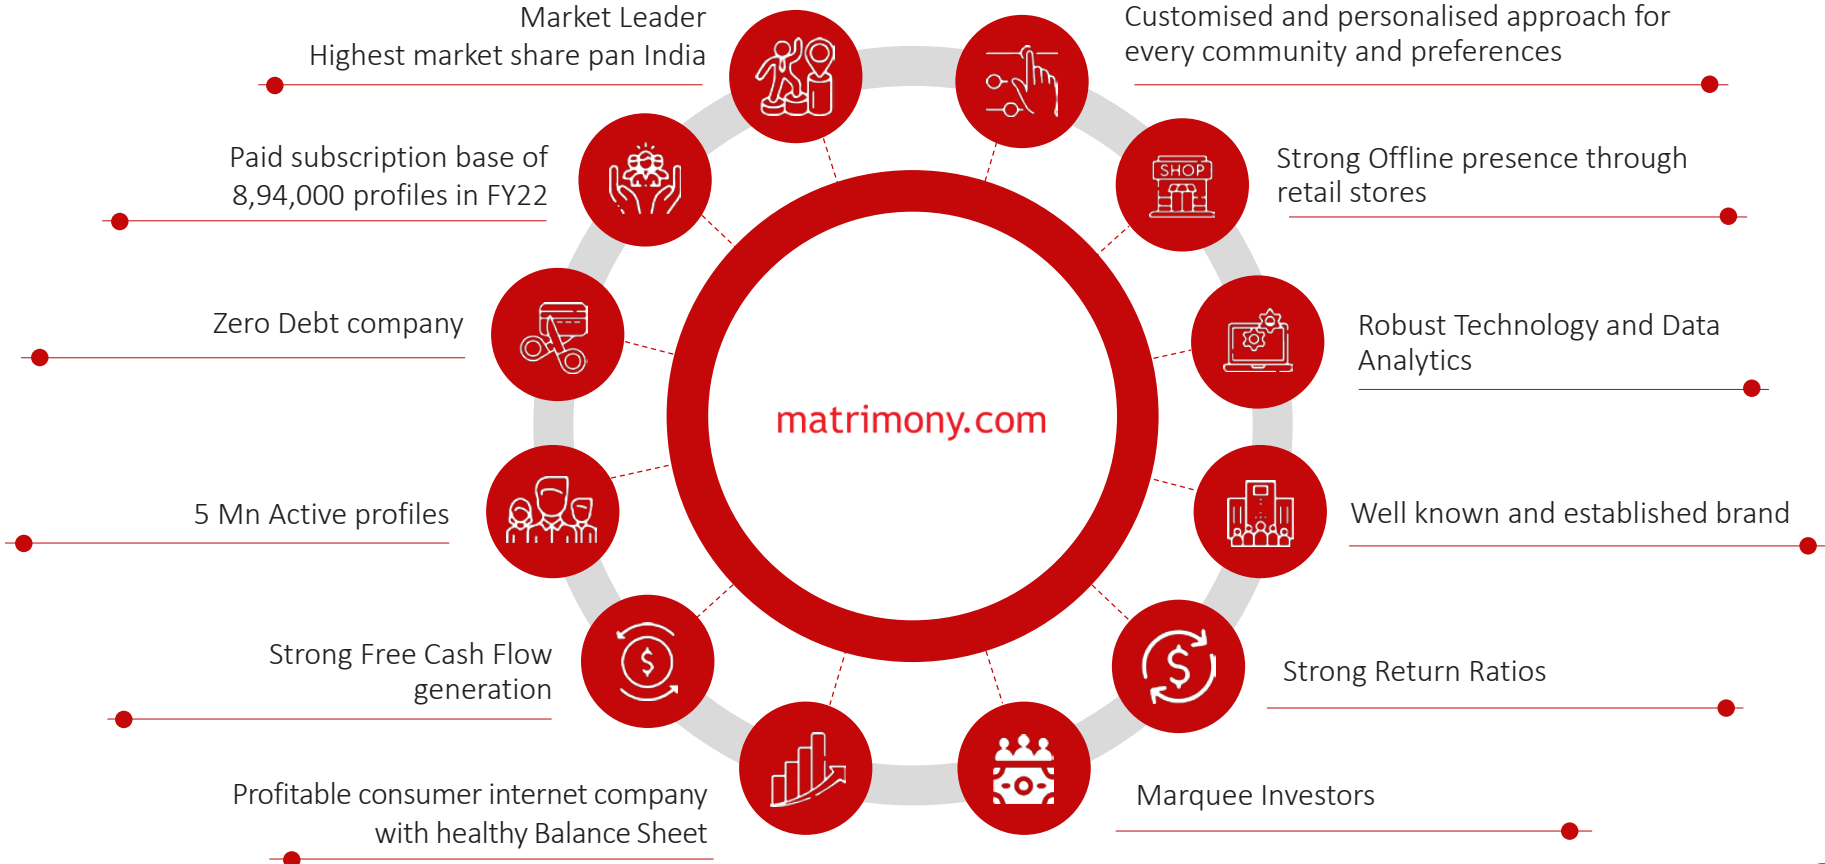 Market Leader
Highest market share pan India
Customised and personalised approach for
every community and preferences
Paid subscription base of
8,94,000 profiles in FY22
SHOP
Strong Offline presence through
retail stores
Zero Debt company
Robust Technology and Data
Analytics
matrimony.com
5 Mn Active profiles
Well known and established brand
Strong Free Cash Flow
generation
Strong Return Ratios
Profitable consumer internet company
with healthy Balance Sheet
Marquee Investors